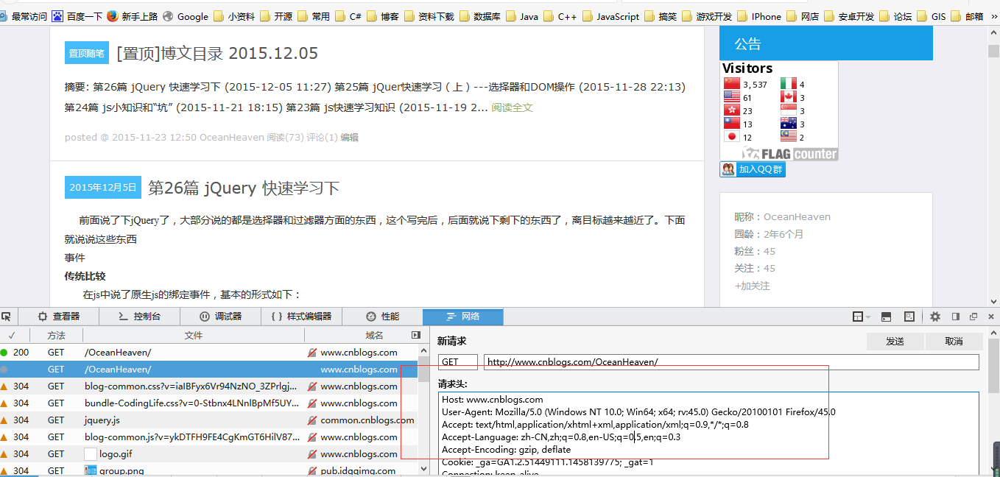 最常访问 百度一下 新手上路 Google 小资料 开源 常用 C# 博客 资料下载 数据库 Java C++ JavaScript 搞笑 游戏开发 IPhone 网店 安卓开发 论坛 GIS 邮箱 »
置顶随笔 [置顶]博文目录 2015.12.05
摘要: 第26篇 jQuery 快速学习下 (2015-12-05 11:27) 第25篇 jQuer快速学习（上）---选择器和DOM操作 (2015-11-28 22:13)
第24篇 js小知识和“坑” (2015-11-21 18:15) 第23篇 js快速学习知识 (2015-11-19 2... 阅读全文
posted @ 2015-11-23 12:50 OceanHeaven 阅读(73) 评论(1) 编辑
2015年12月5日 第26篇 jQuery 快速学习下
前面说了下jQuery了，大部分说的都是选择器和过滤器方面的东西，这个写完后，后面就说下剩下的东西了，离目标越来越近了。下面
就说说这些东西
事件
传统比较
在js中说了原生js的绑定事件，基本的形式如下：
公告
Visitors
3,537 4
61 3
23 3
13 3
12 2
FLAG counter
加入QQ群
昵称：OceanHeaven
园龄：2年6个月
粉丝：45
关注：45
+加关注
查看器 控制台 调试器 样式编辑器 性能 网络
✓ 方法 文件 域名
200 GET /OceanHeaven/ www.cnblogs.com
GET /OceanHeaven/ www.cnblogs.com
304 GET blog-common.css?v=iaIBFyx6Vr94NzNO_3ZPrlgj... www.cnblogs.com
304 GET bundle-CodingLife.css?v=0-Stbnx4LNnlBpMf5UY... www.cnblogs.com
304 GET jquery.js common.cnblogs.com
304 GET blog-common.js?v=ykDTFH9FE4CgKmGT6HilV87... www.cnblogs.com
304 GET logo.gif www.cnblogs.com
304 GET group.png pub.idqqimg.com
新请求 发送 取消
GET http://www.cnblogs.com/OceanHeaven/
请求头:
Host: www.cnblogs.com
User-Agent: Mozilla/5.0 (Windows NT 10.0; Win64; x64; rv:45.0) Gecko/20100101 Firefox/45.0
Accept: text/html,application/xhtml+xml,application/xml;q=0.9,*/*;q=0.8
Accept-Language: zh-CN,zh;q=0.8,en-US;q=0.5,en;q=0.3
Accept-Encoding: gzip, deflate
Cookie: _ga=GA1.2.51449111.1458139775; _gat=1
Connection: keep-alive